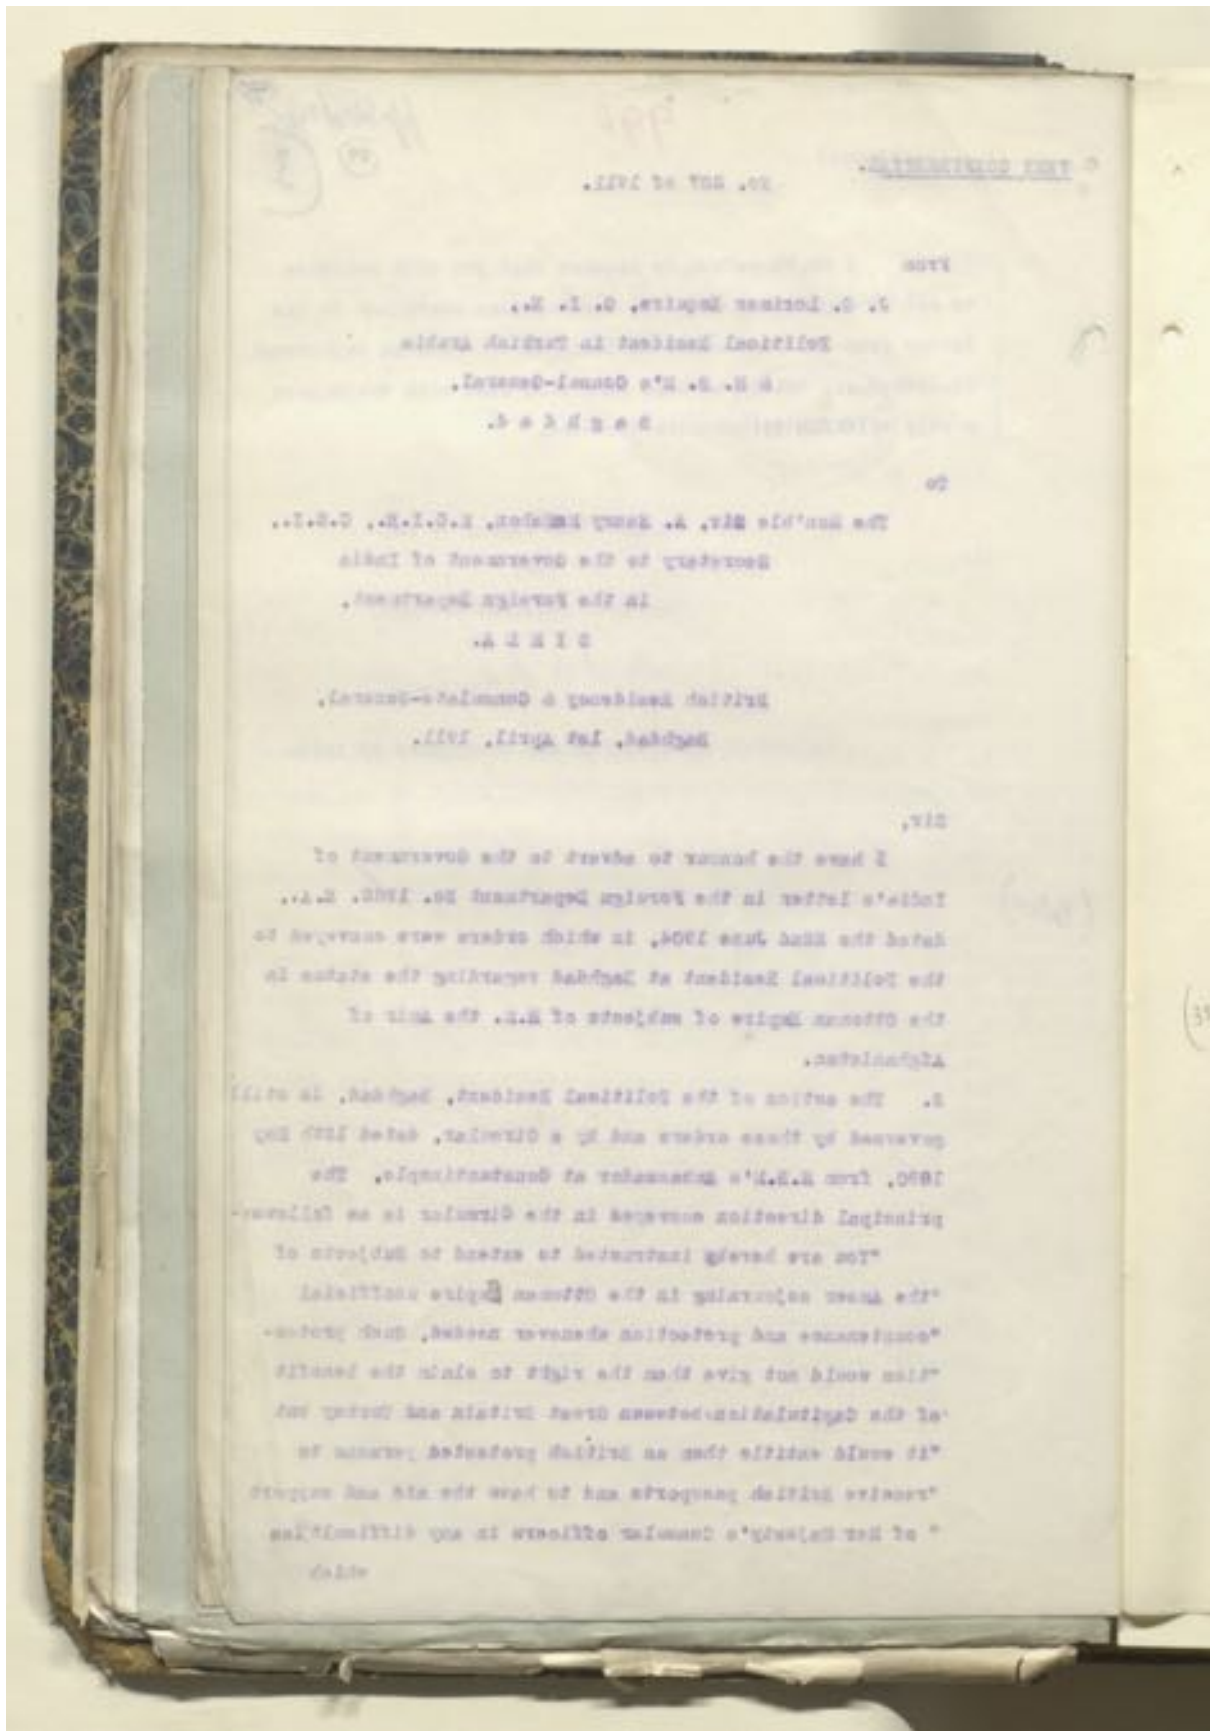 VERY CONFIDENTIAL.
No. 287 of 1911.
From
J. G. Lorimer Esquire, C. I. E.,
Political Resident in Turkish Arabia
& H. B. M's Consul-General,
B a g h d a d.
To
The Hon'ble Sir, A. Henry McMahon, K.C.I.E., C.S.I.,
Secretary to the Government of India
in the Foreign Department,
S I M L A.
British Residency & Consulate-General,
Baghdad, 1st April, 1911.
Sir,
I have the honour to advert to the Government of
India's letter in the Foreign Department No. E.A.,
dated the 22nd June 1904, in which orders were conveyed to
the Political Resident at Baghdad regarding the status in
the Ottoman Empire of subjects of H.M. the Amir of
Afghanistan.
2. The action of the Political Resident, Baghdad, is still
governed by these orders and by a Circular, dated 12th May
1890, from H.B.M's Ambassador at Constantinople. The
principal direction conveyed in the Circular is as follows:-
"You are hereby instructed to extend to Subjects of
"the Ameer sojourning in the Ottoman Empire unofficial
"countenance and protection whenever needed. Such protec-
"tion would not give them the right to claim the benefit
"of the Capitulation between Great Britain and Turkey but
"it would entitle them as British protected persons to
"receive British passports and to have the aid and support
" of Her Majesty's Consular officers in any difficulties
which